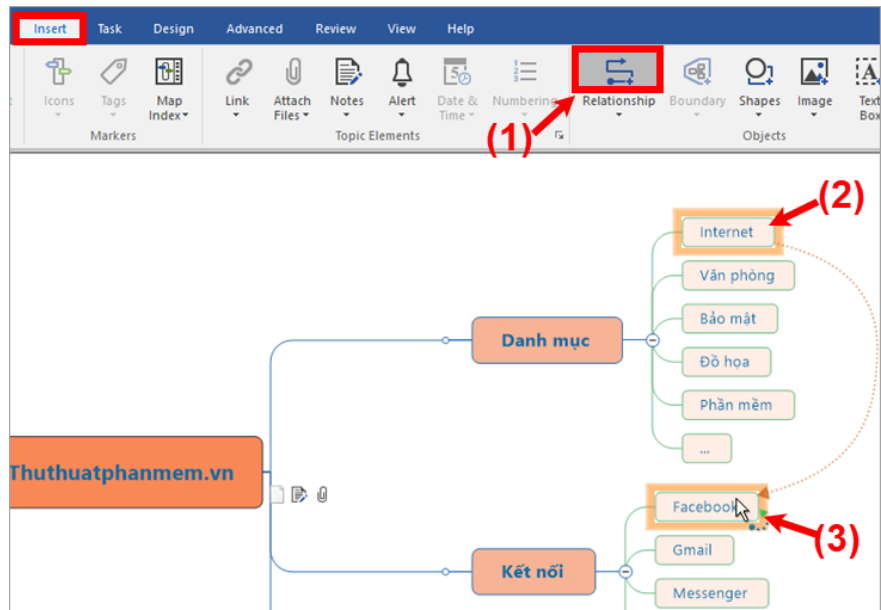 Insert Task Design Advanced Review View Help
Icons Tags Map Index Link Attach Files Notes Alert Date & Time Numbering Relationship Boundary Shapes Image Text Box
Markers Topic Elements Objects
(1)
(2)
Internet
Văn phòng
Bảo mật
Danh mục
Đồ họa
Phần mềm
...
Thuthuatphanmem.vn
Facebook
(3)
Gmail
Kết nối
Messenger